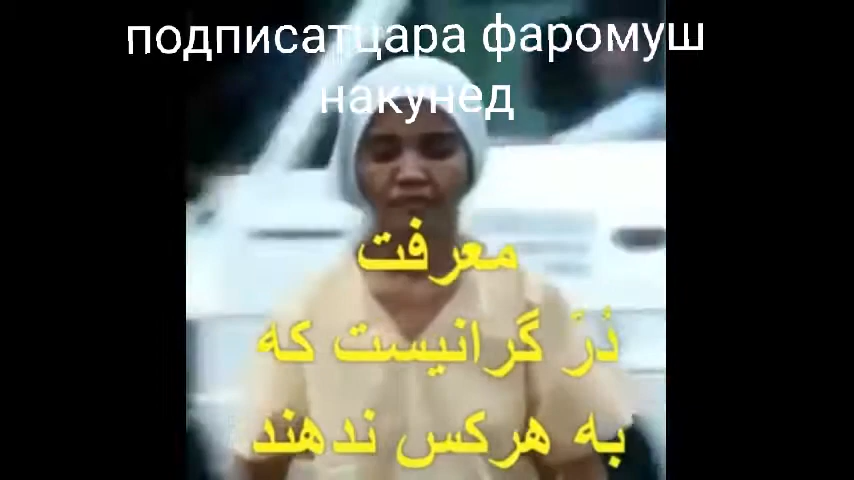 подписатцара фаромуш
накунед
معرفت
دُرّ گرانیست که
به هرکس ندهند